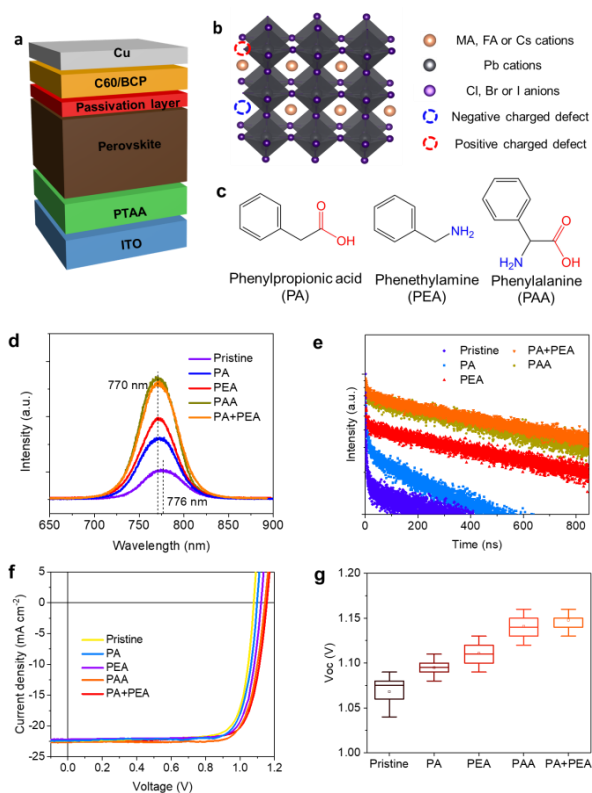 a
Cu
C60/BCP
Passivation layer
Perovskite
PTAA
ITO
b
MA, FA or Cs cations
Pb cations
Cl, Br or I anions
Negative charged defect
Positive charged defect
c
O
OH
NH2
O
H2N
OH
Phenylpropionic acid
(PA)
Phenethylamine
(PEA)
Phenylalanine
(PAA)
d
Intensity (a.u.)
770 nm
776 nm
Pristine
PA
PEA
PAA
PA+PEA
650 700 750 800 850 900
Wavelength (nm)
e
Intensity (a.u.)
Pristine
PA
PEA
PA+PEA
PAA
0 200 400 600 800
Time (ns)
f
Current density (mA cm-2)
5
0
-5
-10
-15
-20
-25
Pristine
PA
PEA
PAA
PA+PEA
0.0 0.2 0.4 0.6 0.8 1.0 1.2
Voltage (V)
g
Voc (V)
1.20
1.15
1.10
1.05
1.00
Pristine PA PEA PAA PA+PEA